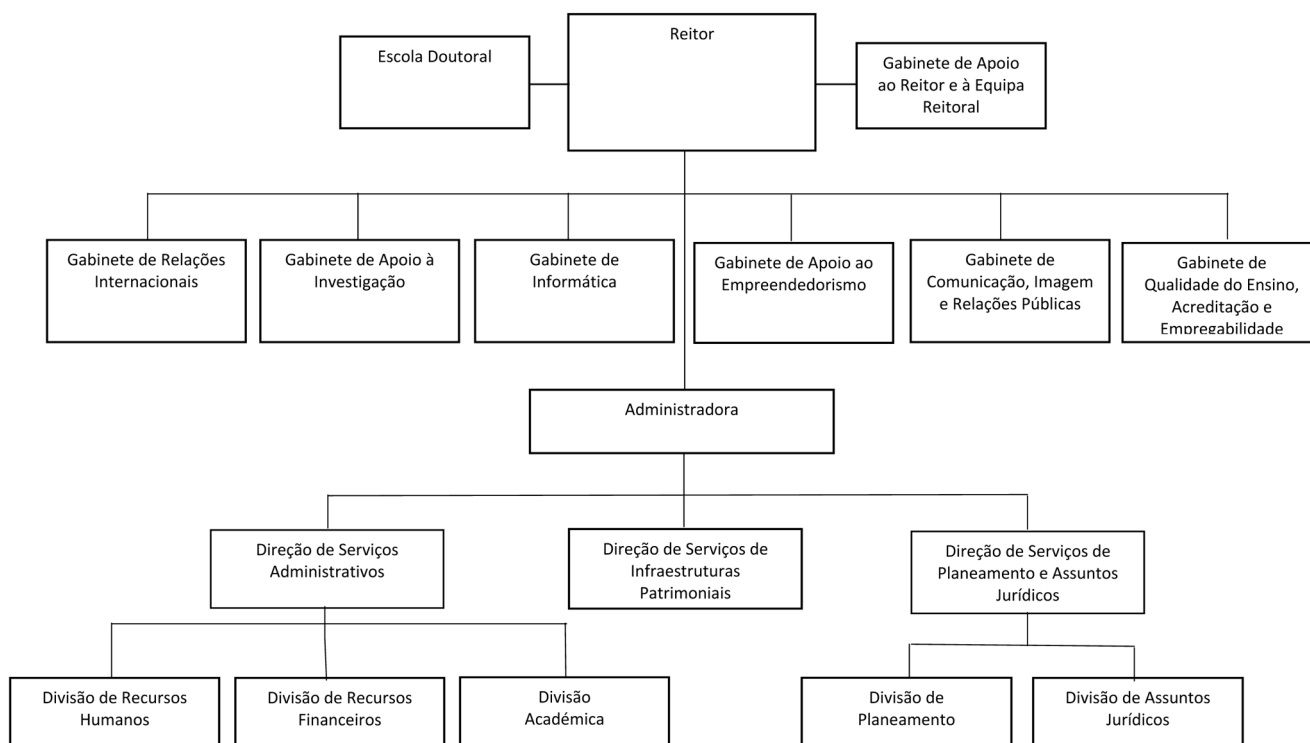 Reitor
Escola Doutoral
Gabinete de Apoio
ao Reitor e à Equipa
Reitoral
Gabinete de Relações
Internacionais
Gabinete de Apoio à
Investigação
Gabinete de
Informática
Gabinete de Apoio ao
Empreendedorismo
Gabinete de
Comunicação, Imagem
e Relações Públicas
Gabinete de
Qualidade do Ensino,
Acreditação e
Empregabilidade
Administradora
Direção de Serviços
Administrativos
Direção de Serviços de
Infraestruturas
Patrimoniais
Direção de Serviços de
Planeamento e Assuntos
Jurídicos
Divisão de Recursos
Humanos
Divisão de Recursos
Financeiros
Divisão
Académica
Divisão de
Planeamento
Divisão de Assuntos
Jurídicos